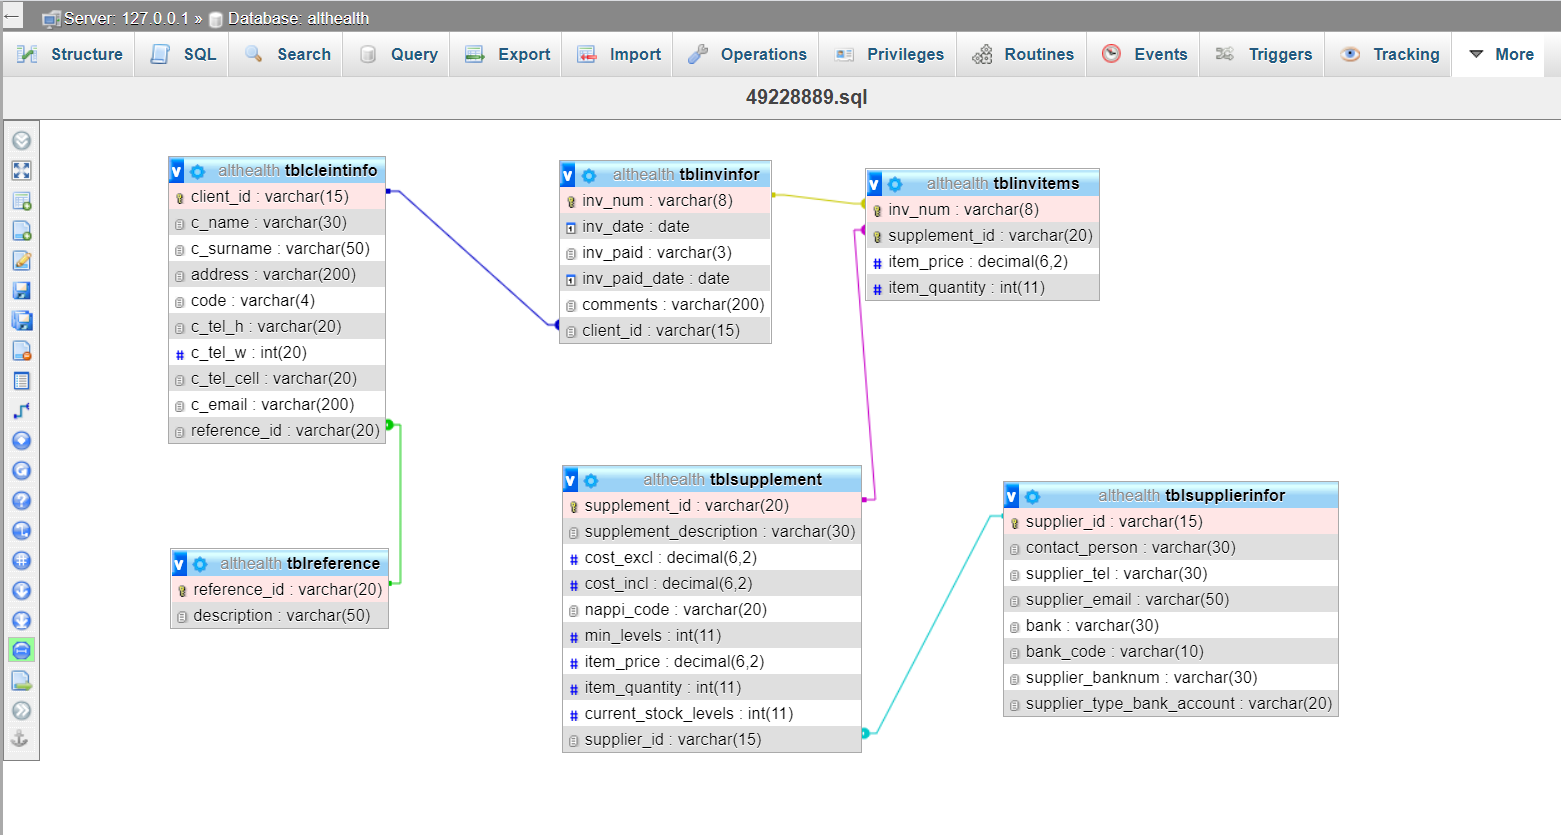 Server: 127.0.0.1 » Database: althealth
Structure SQL Search Query Export Import Operations Privileges Routines Events Triggers Tracking More
49228889.sql
v althealth tblcleintinfo
client_id : varchar(15)
c_name : varchar(30)
c_surname : varchar(50)
address : varchar(200)
code : varchar(4)
c_tel_h : varchar(20)
c_tel_w : int(20)
c_tel_cell : varchar(20)
c_email : varchar(200)
reference_id : varchar(20)
v althealth tblinvinfor
inv_num : varchar(8)
inv_date : date
inv_paid : varchar(3)
inv_paid_date : date
comments : varchar(200)
client_id : varchar(15)
v althealth tblinvitems
inv_num : varchar(8)
supplement_id : varchar(20)
item_price : decimal(6,2)
item_quantity : int(11)
v althealth tblreference
reference_id : varchar(20)
description : varchar(50)
v althealth tblsupplement
supplement_id : varchar(20)
supplement_description : varchar(30)
cost_excl : decimal(6,2)
cost_incl : decimal(6,2)
nappi_code : varchar(20)
min_levels : int(11)
item_price : decimal(6,2)
item_quantity : int(11)
current_stock_levels : int(11)
supplier_id : varchar(15)
v althealth tblsupplierinfor
supplier_id : varchar(15)
contact_person : varchar(30)
supplier_tel : varchar(30)
supplier_email : varchar(50)
bank : varchar(30)
bank_code : varchar(10)
supplier_banknum : varchar(30)
supplier_type_bank_account : varchar(20)